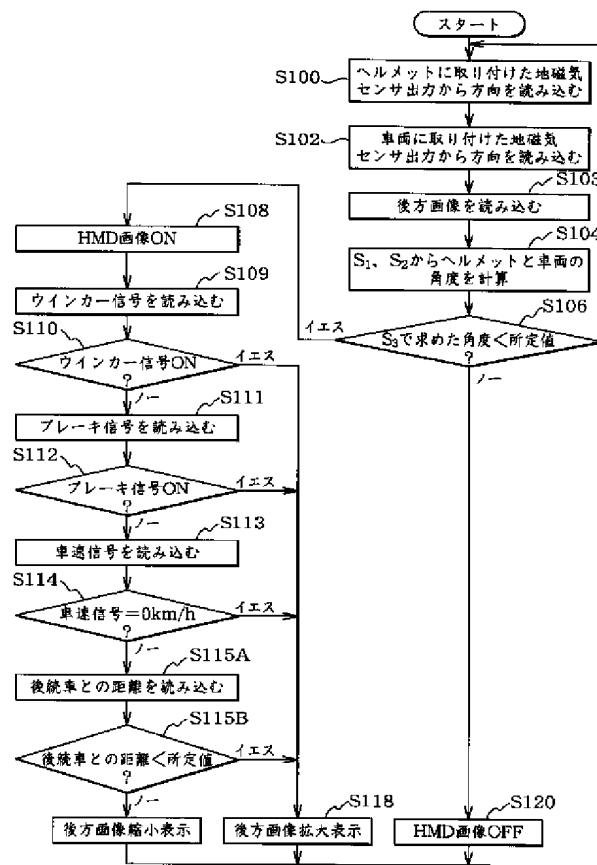 スタート
S100
ヘルメットに取り付けた地磁気
センサ出力から方向を読み込む
S102
車両に取り付けた地磁気
センサ出力から方向を読み込む
S103
後方画像を読み込む
S104
S₁、S₂からヘルメットと車両の
角度を計算
S106
S₃で求めた角度<所定値
?
イエス
ノー
S108
HMD画像ON
S109
ウインカー信号を読み込む
S110
ウインカー信号ON
?
イエス
ノー
S111
ブレーキ信号を読み込む
S112
ブレーキ信号ON
?
イエス
ノー
S113
車速信号を読み込む
S114
車速信号=0km/h
?
イエス
ノー
S115A
後続車との距離を読み込む
S115B
後続車との距離<所定値
?
イエス
ノー
後方画像縮小表示
S118
後方画像拡大表示
S120
HMD画像OFF